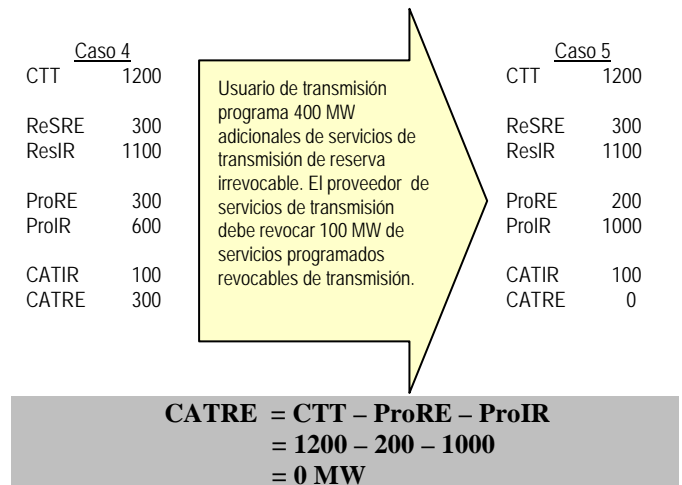 Caso 4
CTT 1200
ReSRE 300
ResIR 1100
ProRE 300
ProIR 600
CATIR 100
CATRE 300
Usuario de transmisión
programa 400 MW
adicionales de servicios de
transmisión de reserva
irrevocable. El proveedor de
servicios de transmisión
debe revocar 100 MW de
servicios programados
revocables de transmisión.
Caso 5
CTT 1200
ReSRE 300
ResIR 1100
ProRE 200
ProIR 1000
CATIR 100
CATRE 0
CATRE = CTT – ProRE – ProIR
= 1200 – 200 – 1000
= 0 MW